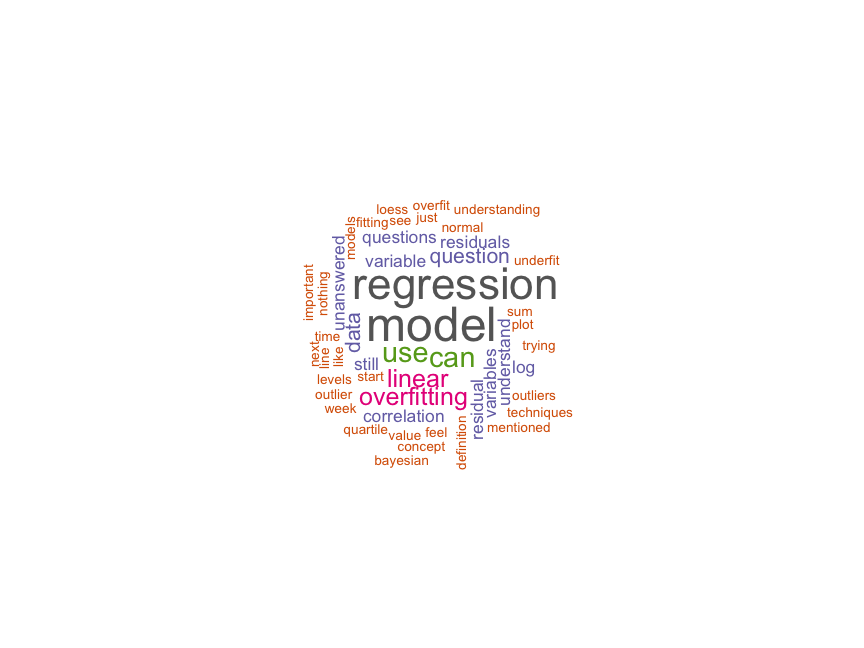 loess overfit understanding
models fitting see just normal
questions residuals
unanswered variable question underfit
important nothing regression
model sum
data plot
time use can trying
next line like still understand log
levels start linear variables
outlier overfitting residual outliers
week correlation techniques
quartile value feel definition mentioned
concept
bayesian